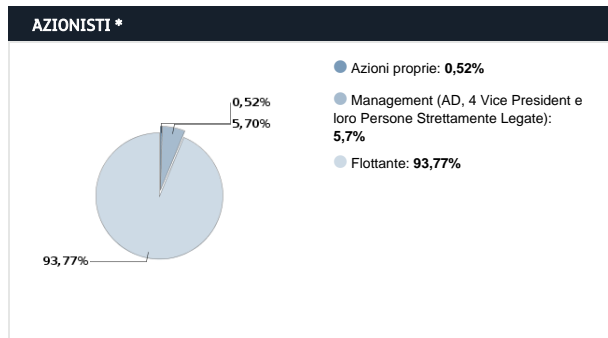 AZIONISTI *
0,52%
5,70%
93,77%
Azioni proprie: 0,52%
Management (AD, 4 Vice President e
loro Persone Strettamente Legate):
5,7%
Flottante: 93,77%